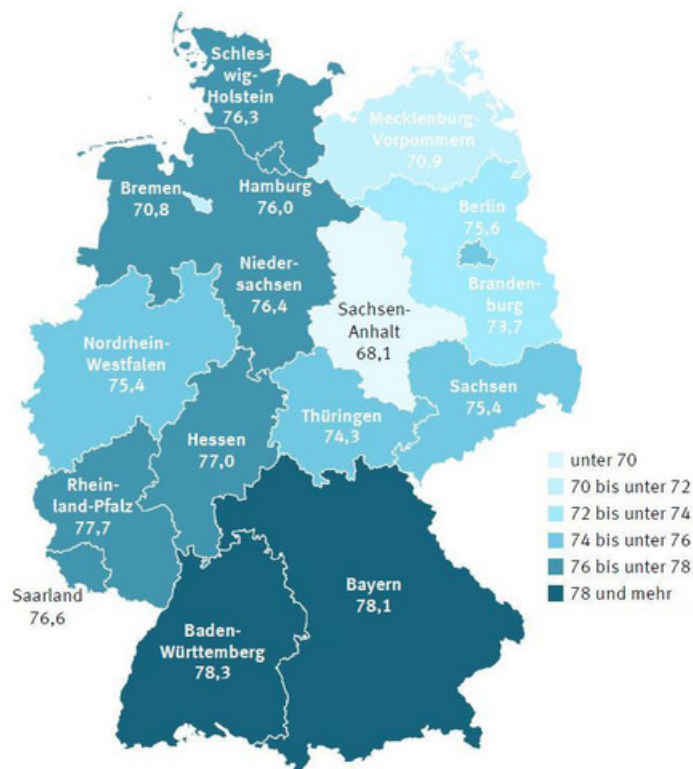 Schles-
wig-
Holstein
76,3
Mecklenburg-
Vorpommern
70,9
Bremen
70,8
Hamburg
76,0
Berlin
75,6
Nieder-
sachsen
76,4
Branden-
burg
73,7
Sachsen-
Anhalt
68,1
Nordrhein-
Westfalen
75,4
Sachsen
75,4
Thüringen
74,3
Hessen
77,0
Rhein-
land-Pfalz
77,7
Saarland
76,6
Bayern
78,1
Baden-
Württemberg
78,3
unter 70
70 bis unter 72
72 bis unter 74
74 bis unter 76
76 bis unter 78
78 und mehr